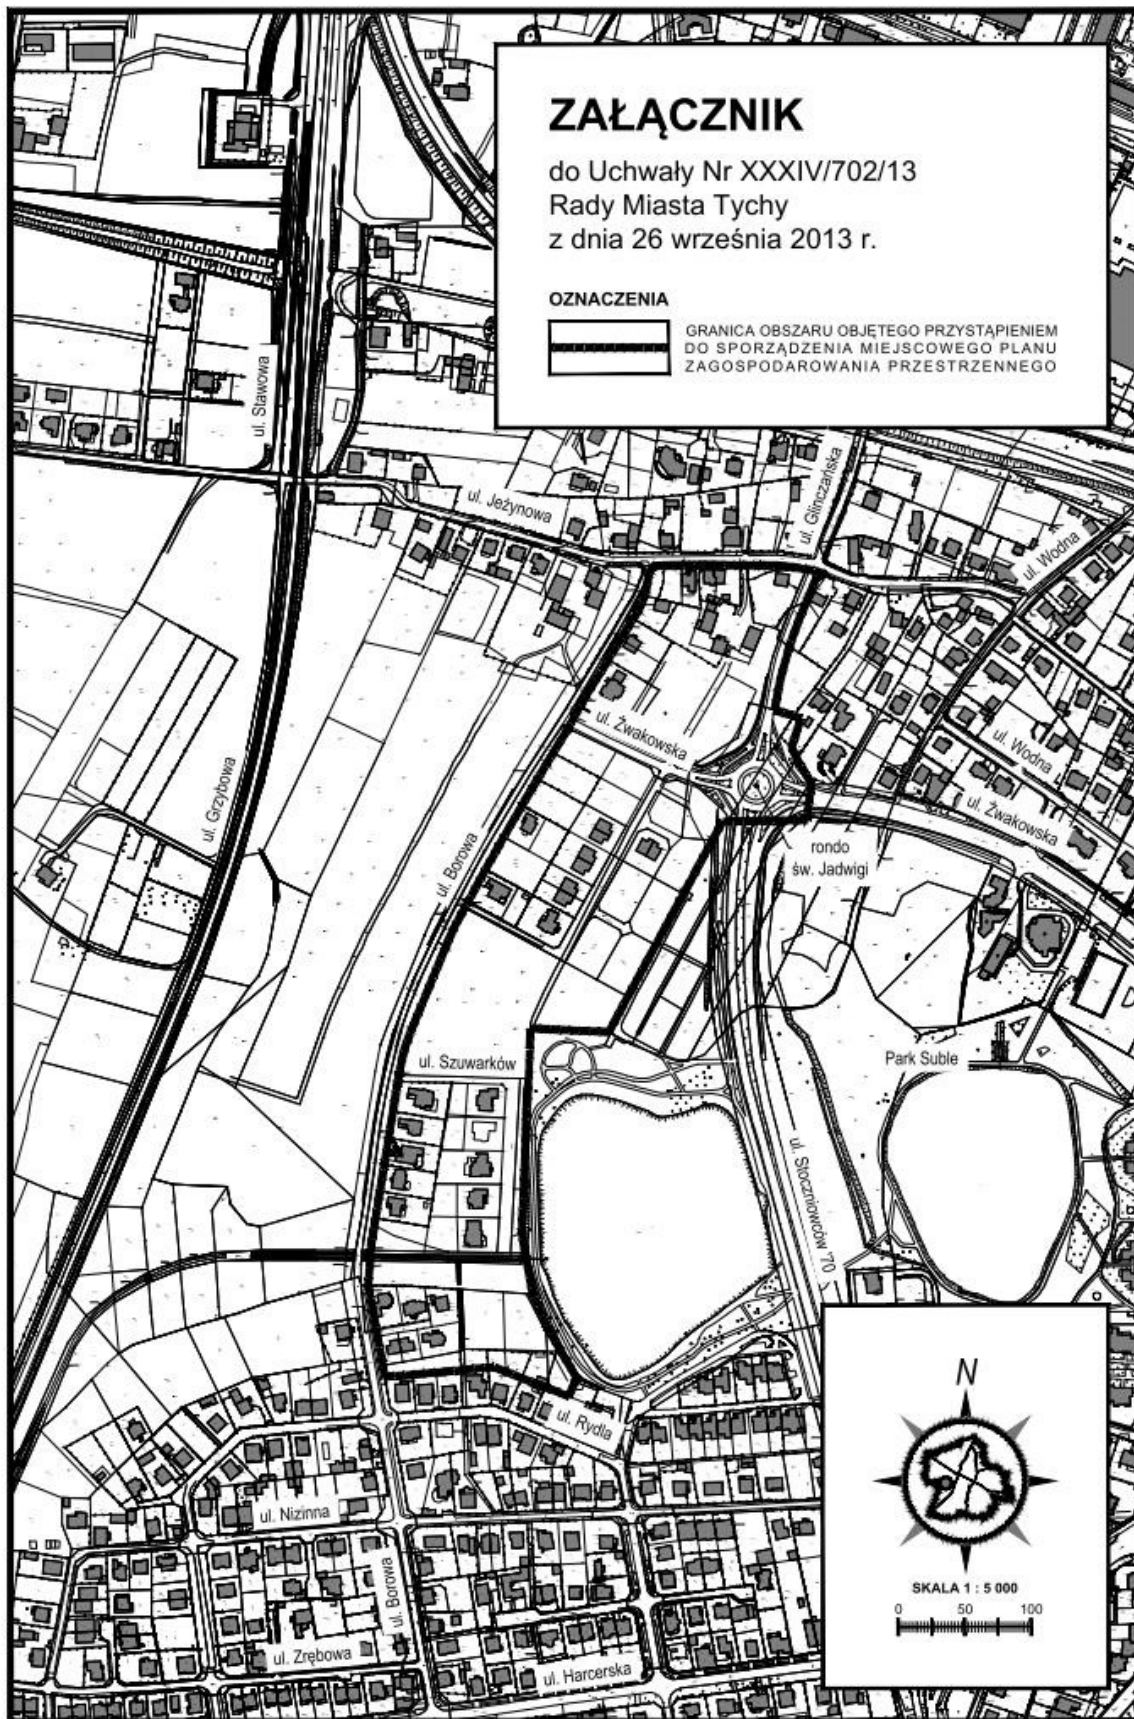 ZAŁĄCZNIK
do Uchwały Nr XXXIV/702/13
Rady Miasta Tychy
z dnia 26 września 2013 r.
OZNACZENIA
GRANICA OBSZARU OBJĘTEGO PRZYSTĄPIENIEM
DO SPORZĄDZENIA MIEJSCOWEGO PLANU
ZAGOSPODAROWANIA PRZESTRZENNEGO
ul. Stawowa
ul. Jeżynowa
ul. Glinczańska
ul. Wodna
ul. Żwakowska
ul. Wodna
ul. Żwakowska
ul. Grzybowa
ul. Borowa
rondo
św. Jadwigi
ul. Szuwarków
Park Suble
ul. Stoczniowców '70
ul. Rydla
ul. Nizinna
ul. Borowa
ul. Zrębowa
ul. Harcerska
N
SKALA 1 : 5 000
0 50 100